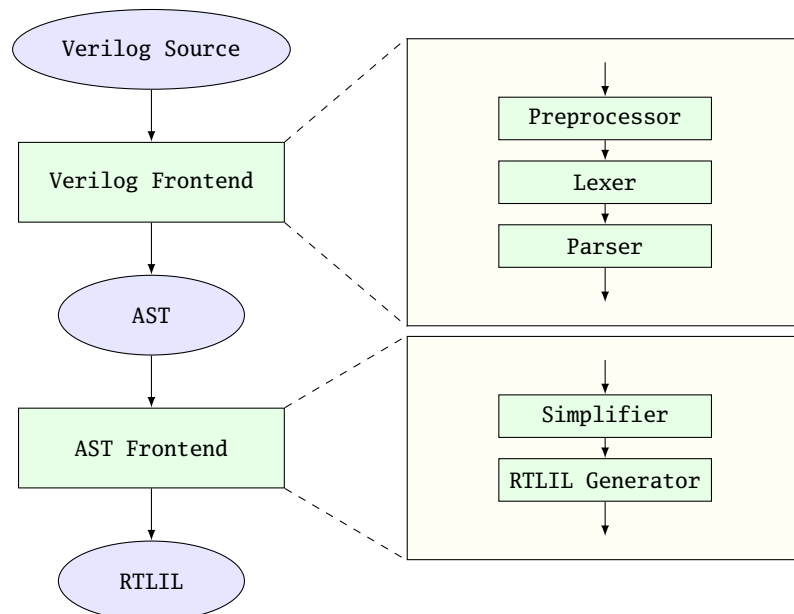 Verilog Source
Verilog Frontend
AST
AST Frontend
RTLIL
Preprocessor
Lexer
Parser
Simplifier
RTLIL Generator